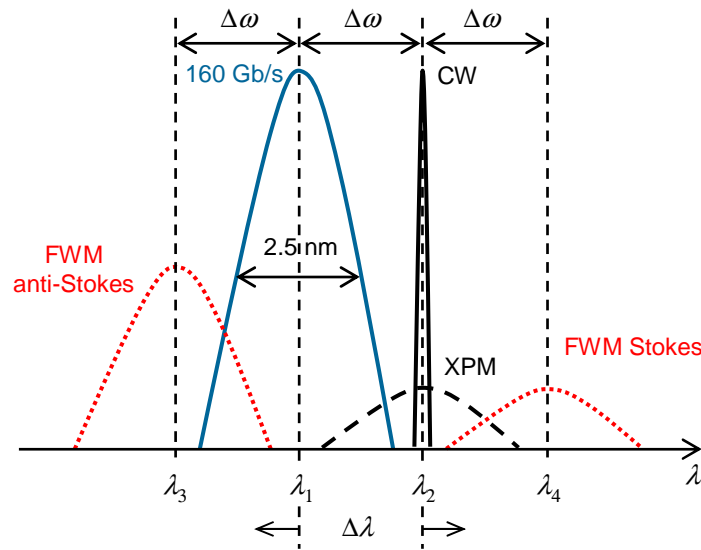 Δω Δω Δω
160 Gb/s CW
2.5 nm
FWM
anti-Stokes
XPM FWM Stokes
λ3 λ1 λ2 λ4 λ
Δλ